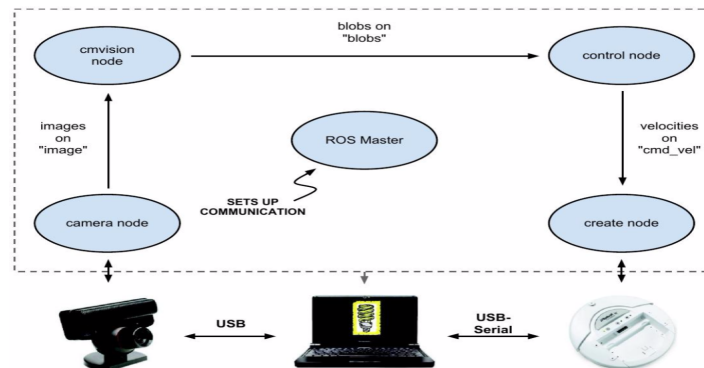 blobs on
"blobs"
cmvision
node
control node
images
on
"image"
ROS Master
velocities
on
"cmd_vel"
SETS UP
COMMUNICATION
camera node
create node
USB
USB-
Serial